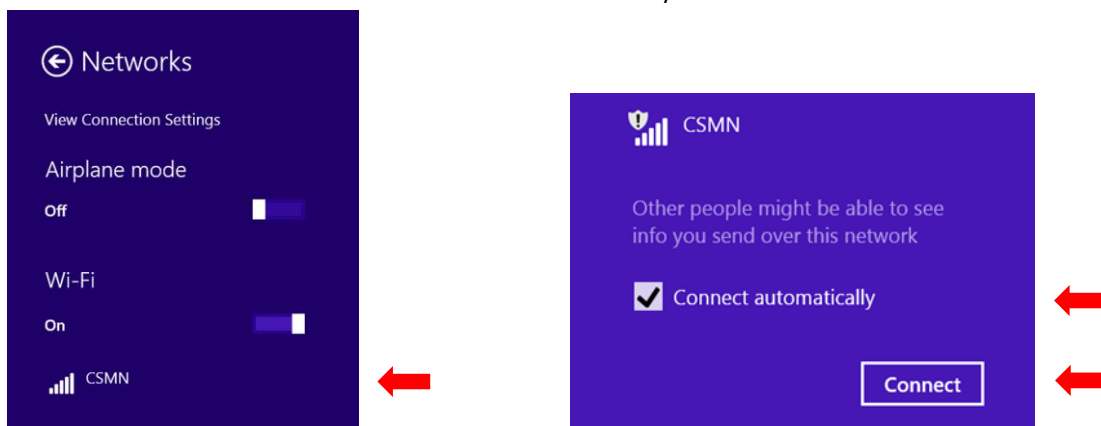 Networks
View Connection Settings
Airplane mode
Off
Wi-Fi
On
CSMN
CSMN
Other people might be able to see
info you send over this network
Connect automatically
Connect